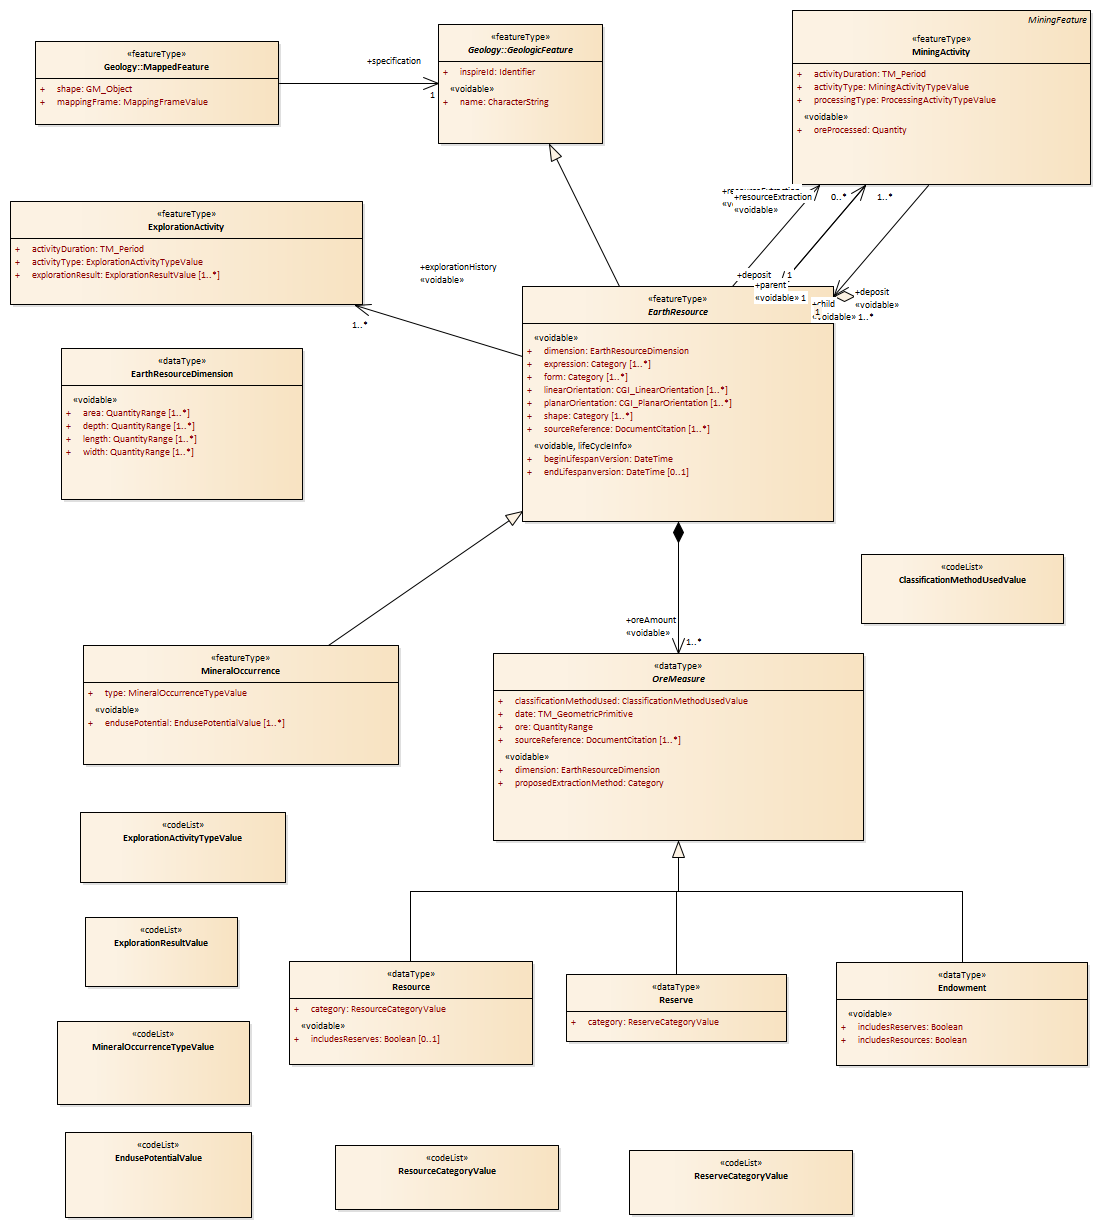 «featureType»
Geology::MappedFeature
+ shape: GM_Object
+ mappingFrame: MappingFrameValue
+specification
1
«featureType»
Geology::GeologicFeature
+ inspireId: Identifier
«voidable»
+ name: CharacterString
MiningFeature
«featureType»
MiningActivity
+ activityDuration: TM_Period
+ activityType: MiningActivityTypeValue
+ processingType: ProcessingActivityTypeValue
«voidable»
+ oreProcessed: Quantity
+resourceExtraction
«voidable»
0..*
1..*
«featureType»
ExplorationActivity
+ activityDuration: TM_Period
+ activityType: ExplorationActivityTypeValue
+ explorationResult: ExplorationResultValue [1..*]
+explorationHistory
«voidable»
1..*
+deposit
1
+parent
«voidable» 1
+deposit
«voidable»
1
1..*
«featureType»
EarthResource
«voidable»
+ dimension: EarthResourceDimension
+ expression: Category [1..*]
+ form: Category [1..*]
+ linearOrientation: CGI_LinearOrientation [1..*]
+ planarOrientation: CGI_PlanarOrientation [1..*]
+ shape: Category [1..*]
+ sourceReference: DocumentCitation [1..*]
«voidable, lifeCycleInfo»
+ beginLifespanVersion: DateTime
+ endLifespanversion: DateTime [0..1]
«dataType»
EarthResourceDimension
«voidable»
+ area: QuantityRange [1..*]
+ depth: QuantityRange [1..*]
+ length: QuantityRange [1..*]
+ width: QuantityRange [1..*]
«codeList»
ClassificationMethodUsedValue
+oreAmount
«voidable»
1..*
«featureType»
MineralOccurrence
+ type: MineralOccurrenceTypeValue
«voidable»
+ endusePotential: EndusePotentialValue [1..*]
«dataType»
OreMeasure
+ classificationMethodUsed: ClassificationMethodUsedValue
+ date: TM_GeometricPrimitive
+ ore: QuantityRange
+ sourceReference: DocumentCitation [1..*]
«voidable»
+ dimension: EarthResourceDimension
+ proposedExtractionMethod: Category
«codeList»
ExplorationActivityTypeValue
«codeList»
ExplorationResultValue
«dataType»
Resource
+ category: ResourceCategoryValue
«voidable»
+ includesReserves: Boolean [0..1]
«dataType»
Reserve
+ category: ReserveCategoryValue
«dataType»
Endowment
«voidable»
+ includesReserves: Boolean
+ includesResources: Boolean
«codeList»
MineralOccurrenceTypeValue
«codeList»
EndusePotentialValue
«codeList»
ResourceCategoryValue
«codeList»
ReserveCategoryValue